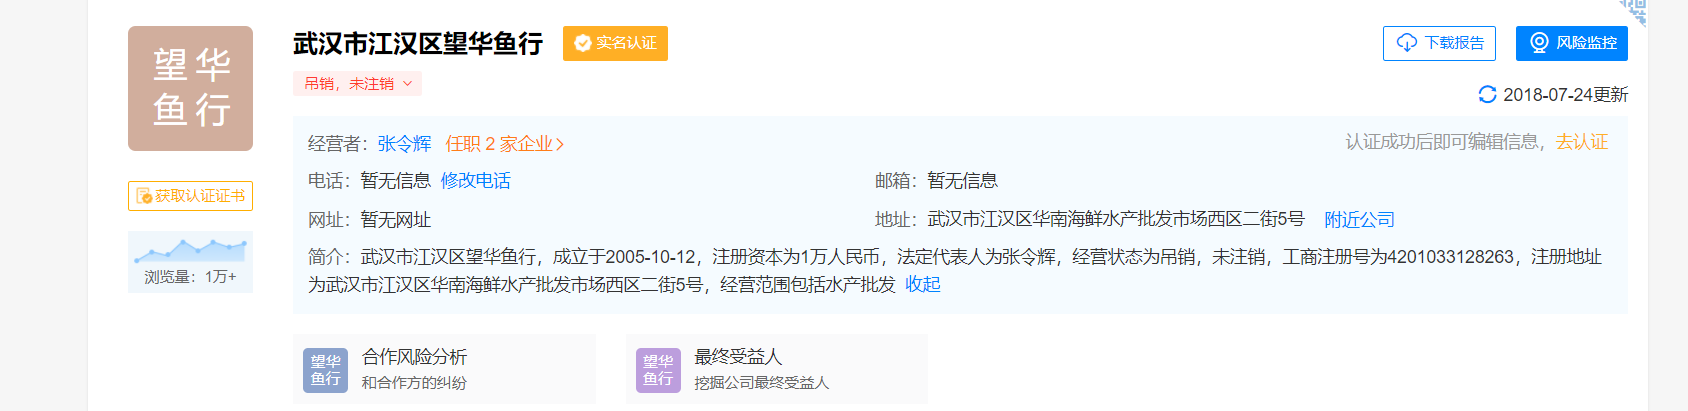 望华
鱼行
武汉市江汉区望华鱼行
实名认证
下载报告
风险监控
吊销，未注销
2018-07-24更新
经营者：张令辉 任职 2 家企业>
认证成功后即可编辑信息，去认证
电话：暂无信息 修改电话
邮箱：暂无信息
网址：暂无网址
地址：武汉市江汉区华南海鲜水产批发市场西区二街5号 附近公司
简介：武汉市江汉区望华鱼行，成立于2005-10-12，注册资本为1万人民币，法定代表人为张令辉，经营状态为吊销，未注销，工商注册号为4201033128263，注册地址
为武汉市江汉区华南海鲜水产批发市场西区二街5号，经营范围包括水产批发 收起
获取认证证书
浏览量：1万+
望华
鱼行
合作风险分析
和合作方的纠纷
望华
鱼行
最终受益人
挖掘公司最终受益人